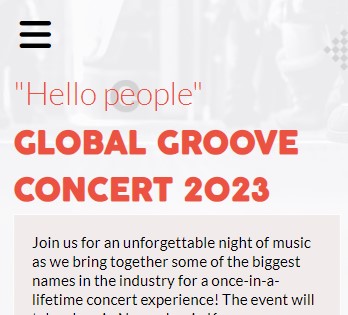 "Hello people"
GLOBAL GROOVE
CONCERT 2023
Join us for an unforgettable night of music
as we bring together some of the biggest
names in the industry for a once-in-a-
lifetime concert experience! The event will